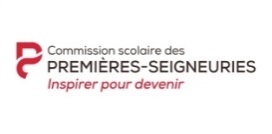 Commission scolaire des
PREMIÈRES-SEIGNEURIES
Inspirer pour devenir